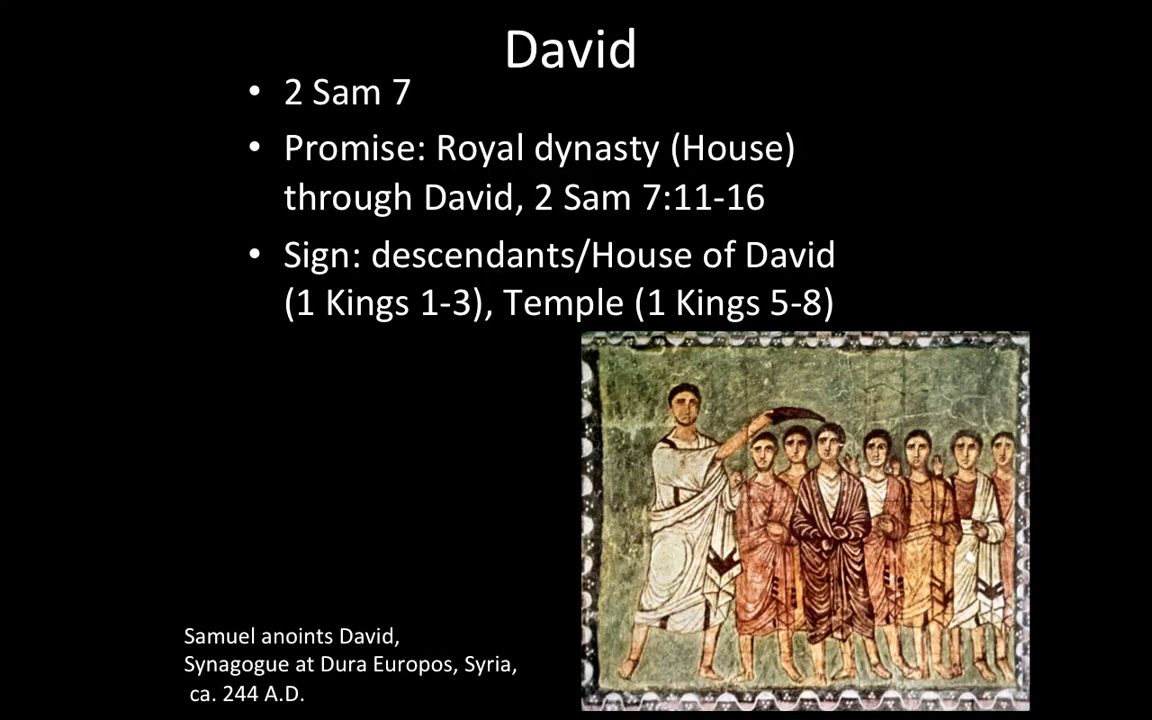 David
• 2 Sam 7
• Promise: Royal dynasty (House)
through David, 2 Sam 7:11-16
• Sign: descendants/House of David
(1 Kings 1-3), Temple (1 Kings 5-8)
Samuel anoints David,
Synagogue at Dura Europos, Syria,
ca. 244 A.D.